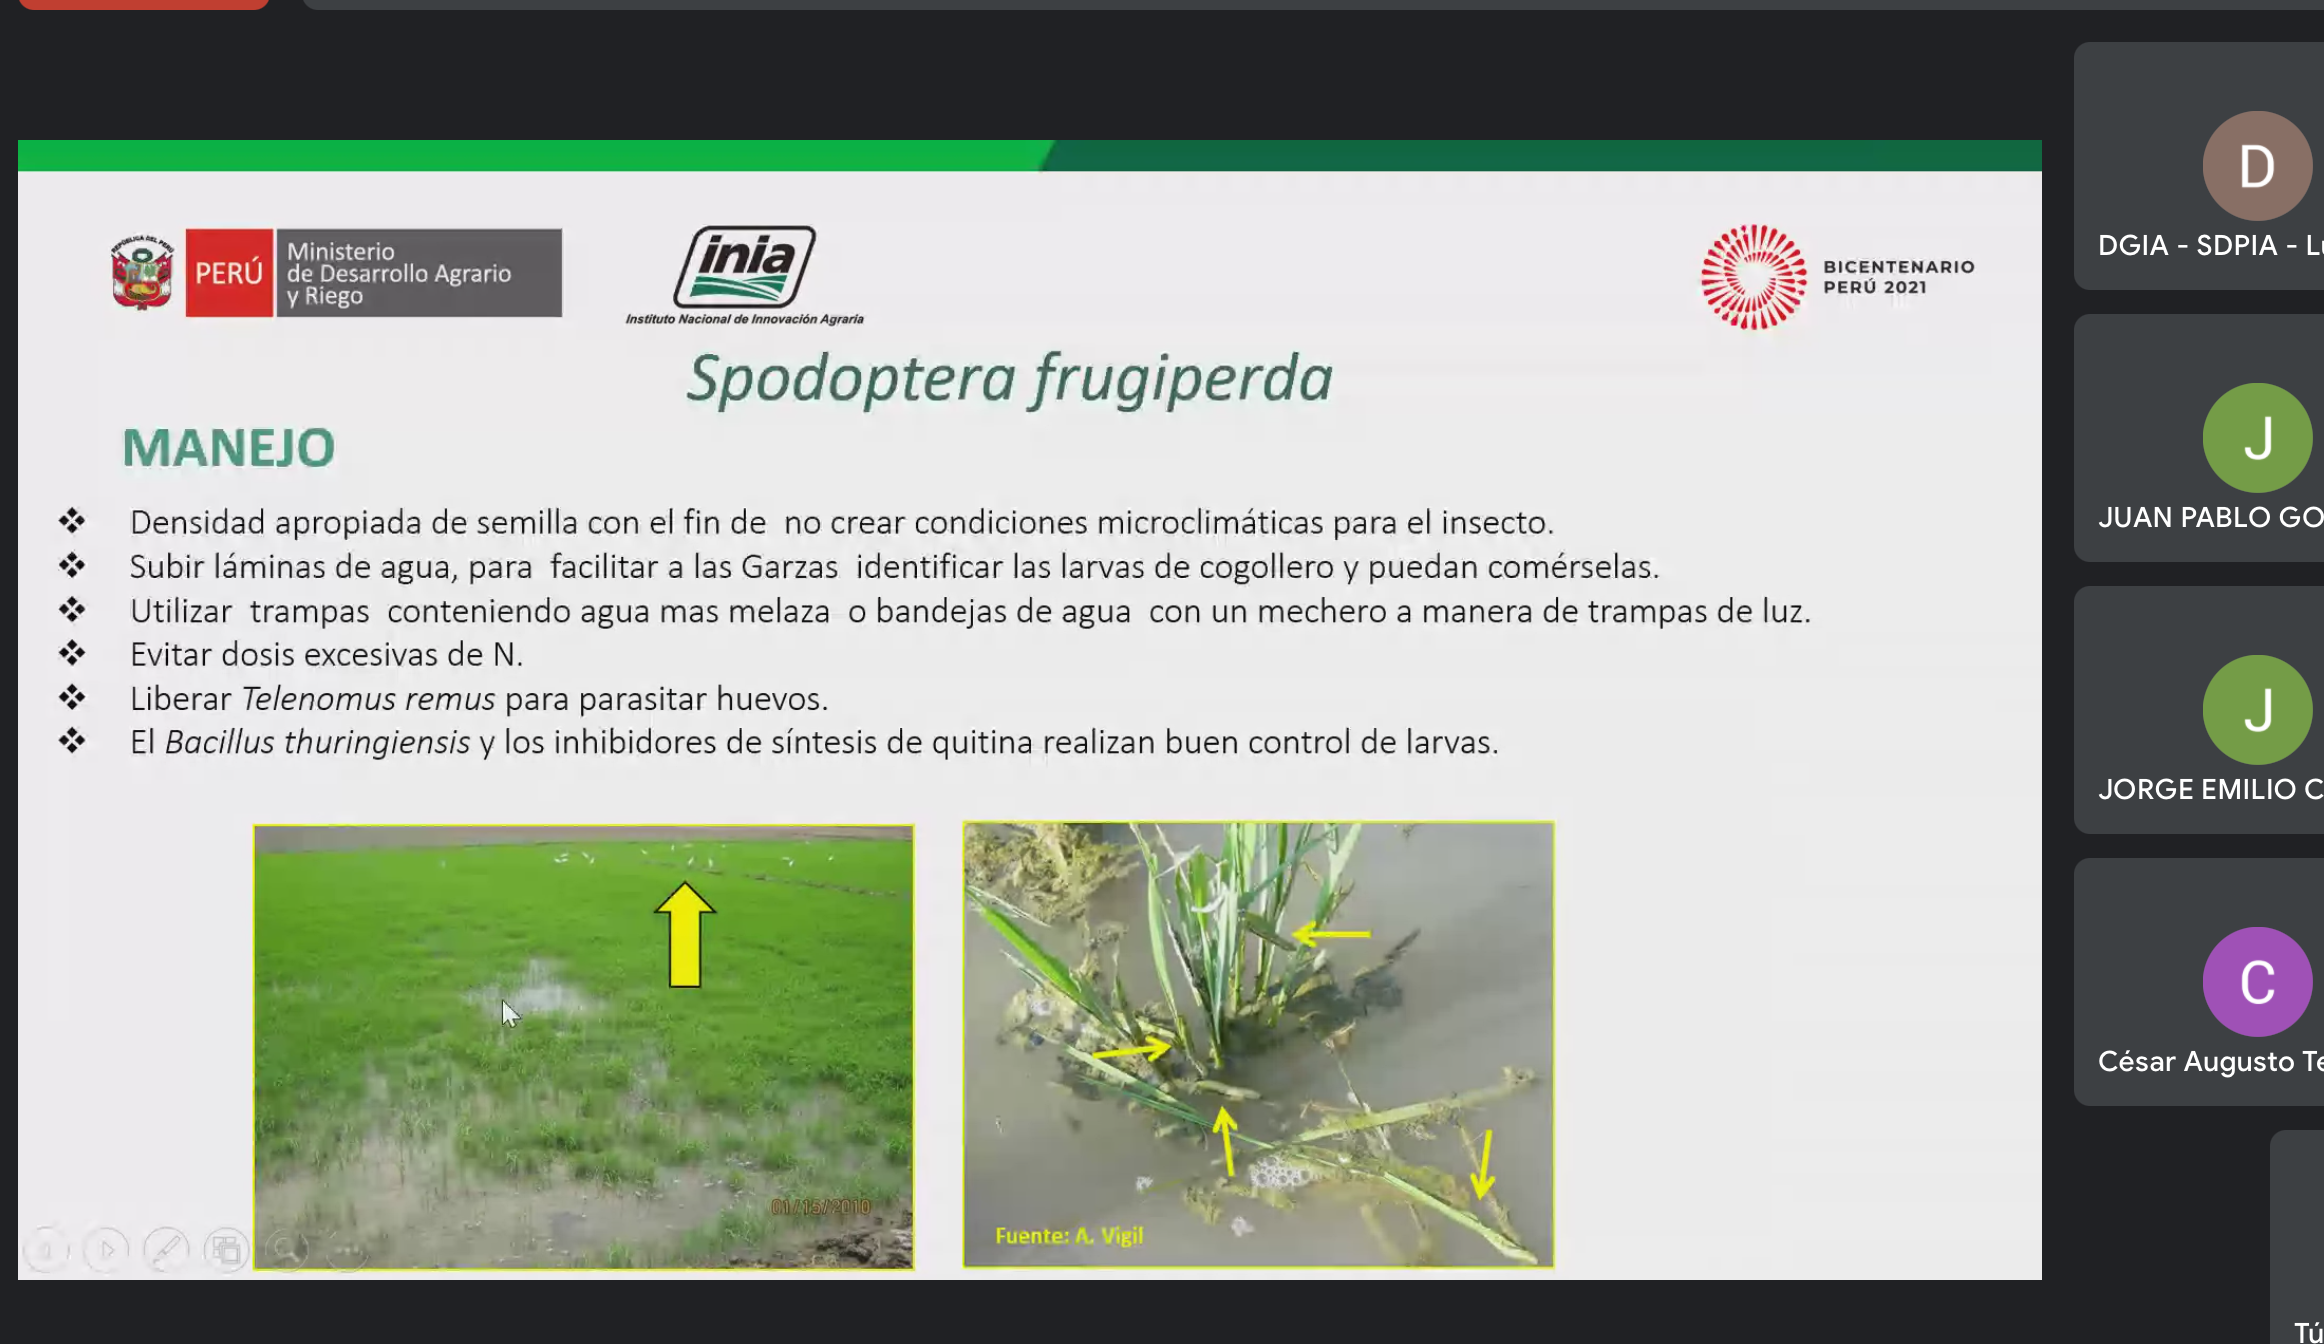 REPÚBLICA DEL PERÚ
PERÚ
Ministerio
de Desarrollo Agrario
y Riego
inia
Instituto Nacional de Innovación Agraria
BICENTENARIO
PERÚ 2021
Spodoptera frugiperda
MANEJO
Densidad apropiada de semilla con el fin de no crear condiciones microclimáticas para el insecto.
Subir láminas de agua, para facilitar a las Garzas identificar las larvas de cogollero y puedan comérselas.
Utilizar trampas conteniendo agua mas melaza o bandejas de agua con un mechero a manera de trampas de luz.
Evitar dosis excesivas de N.
Liberar Telenomus remus para parasitar huevos.
El Bacillus thuringiensis y los inhibidores de síntesis de quitina realizan buen control de larvas.
01/15/2010
Fuente: A. Vigil
D
DGIA - SDPIA - L
J
JUAN PABLO GO
J
JORGE EMILIO C
C
César Augusto Te
Tú